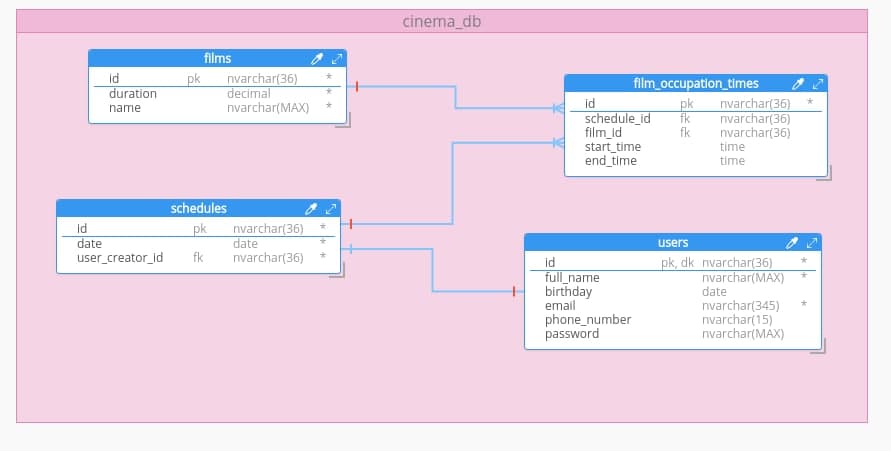 cinema_db
films
id pk nvarchar(36) *
duration decimal *
name nvarchar(MAX) *
film_occupation_times
id pk nvarchar(36) *
schedule_id fk nvarchar(36)
film_id fk nvarchar(36)
start_time time
end_time time
schedules
id pk nvarchar(36) *
date date *
user_creator_id fk nvarchar(36) *
users
id pk, dk nvarchar(36) *
full_name nvarchar(MAX) *
birthday date
email nvarchar(345) *
phone_number nvarchar(15)
password nvarchar(MAX)